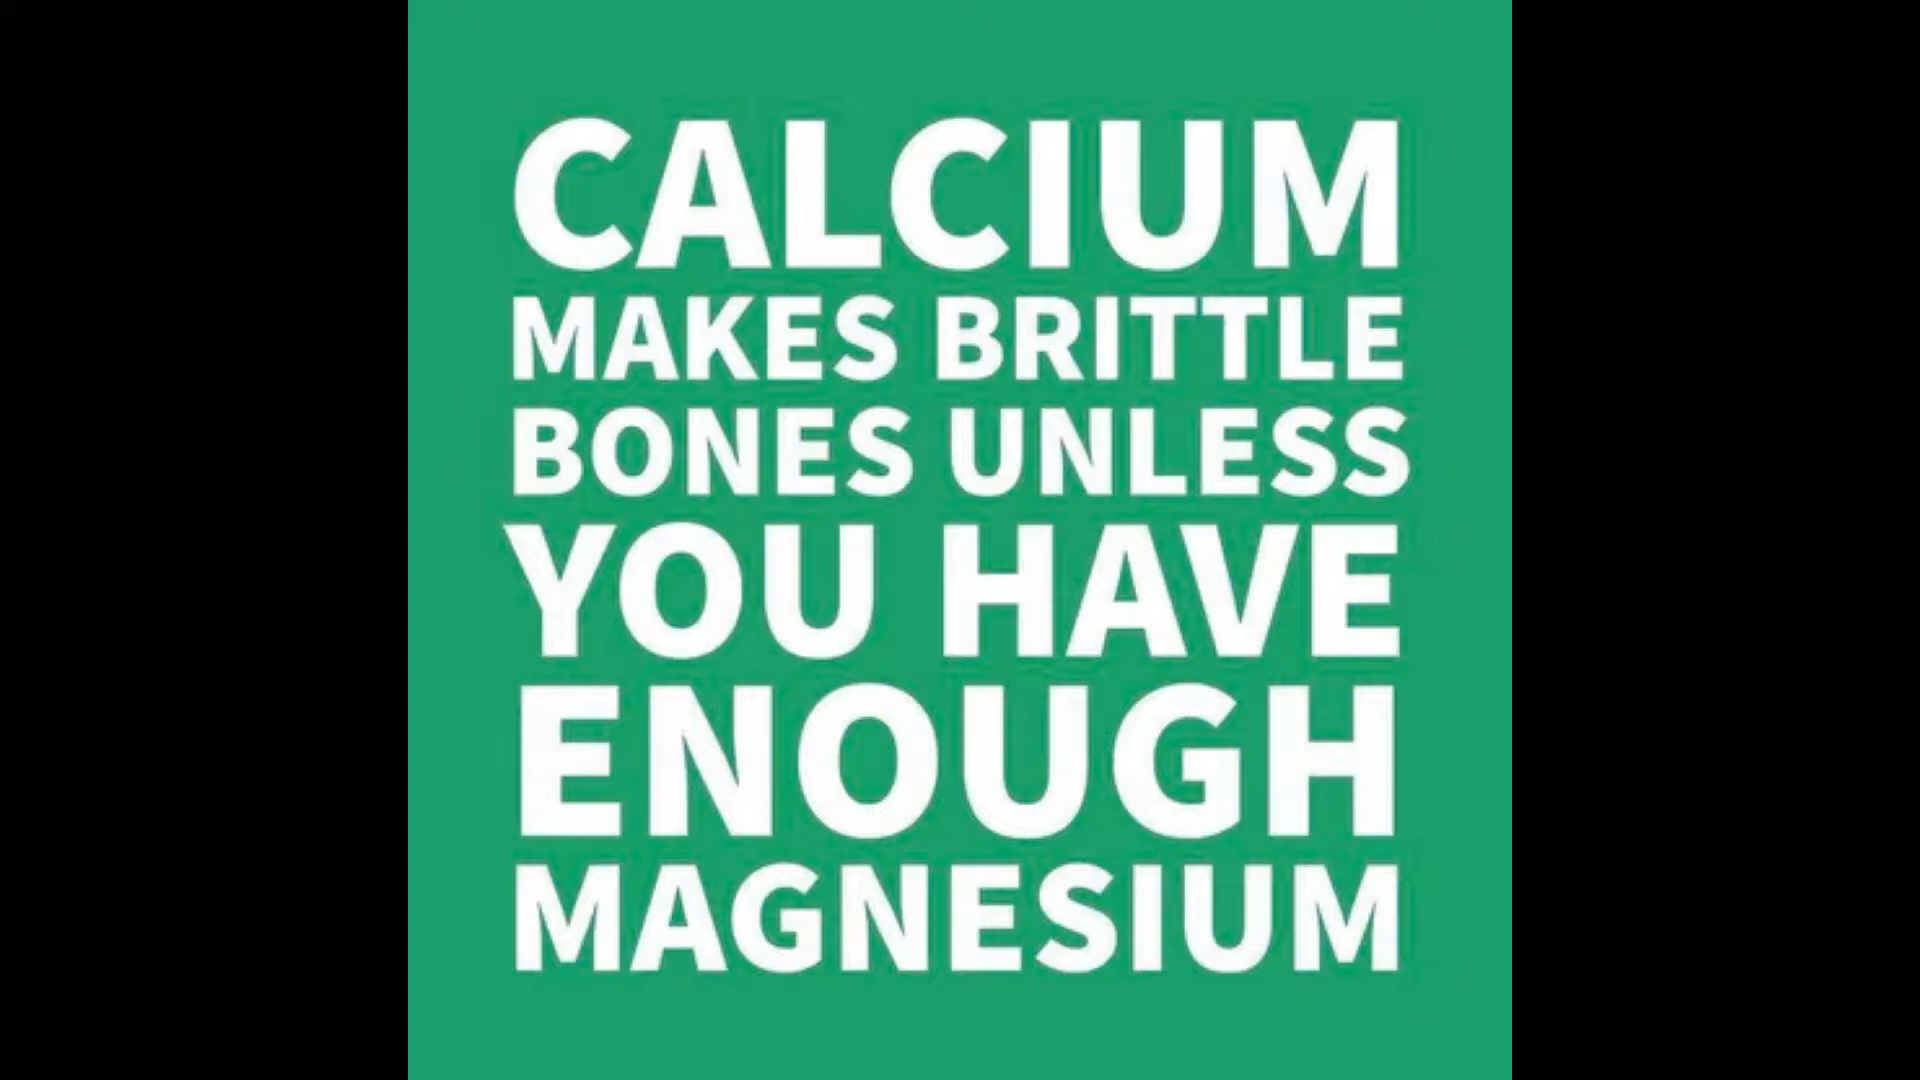 CALCIUM
MAKES BRITTLE
BONES UNLESS
YOU HAVE
ENOUGH
MAGNESIUM